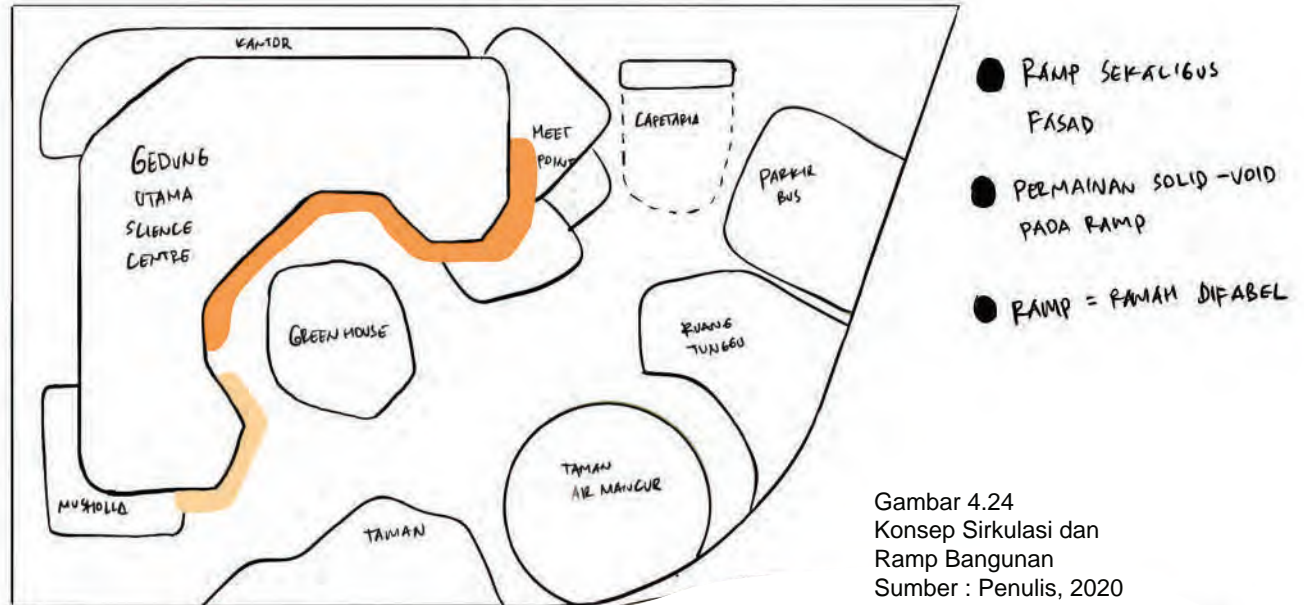 KANTOR
GEDUNG
UTAMA
SCIENCE
CENTRE
MEET
POINT
CAFETARIA
PARKIR
BUS
GREEN HOUSE
RUANG
TUNGGU
MUSHOLLA
TAMAN
TAMAN
AIR MANCUR
RAMP SEKALIGUS
FASAD
PERMAINAN SOLID - VOID
PADA RAMP
RAMP = RAMAH DIFABEL
Gambar 4.24
Konsep Sirkulasi dan
Ramp Bangunan
Sumber : Penulis, 2020